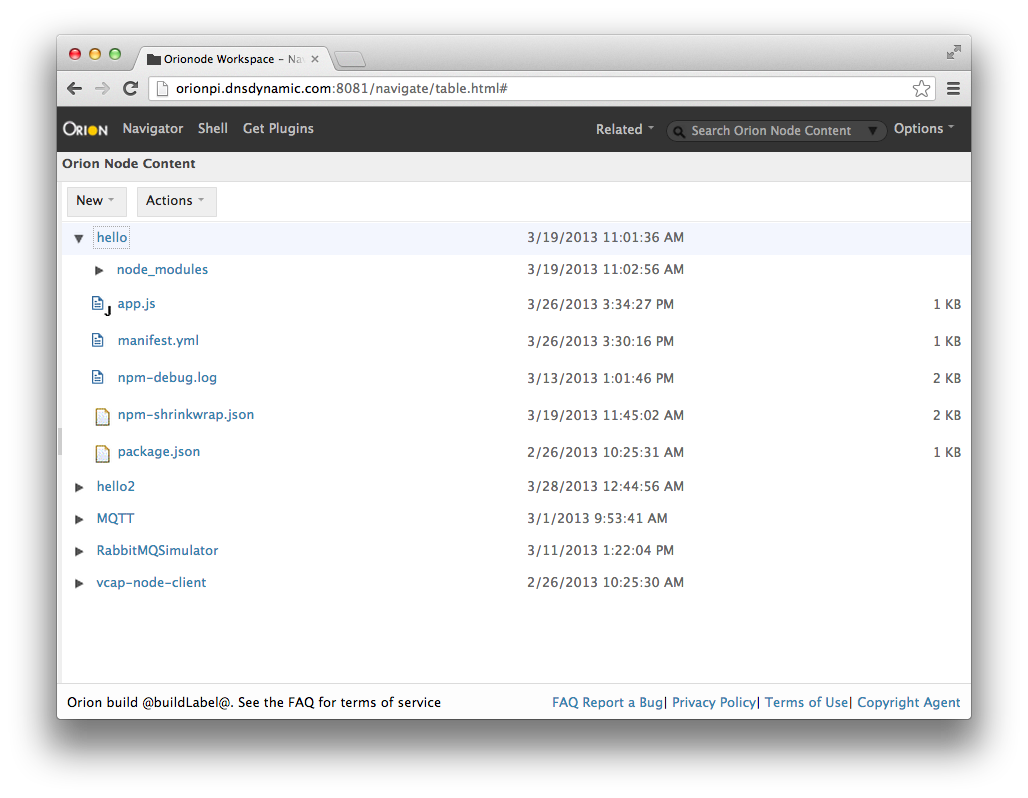 Orionode Workspace – Na
orionpi.dnsdynamic.com:8081/navigate/table.html#
ORION Navigator Shell Get Plugins Related Search Orion Node Content Options
Orion Node Content
New Actions
hello 3/19/2013 11:01:36 AM
node_modules 3/19/2013 11:02:56 AM
J app.js 3/26/2013 3:34:27 PM 1 KB
manifest.yml 3/26/2013 3:30:16 PM 1 KB
npm-debug.log 3/13/2013 1:01:46 PM 2 KB
npm-shrinkwrap.json 3/19/2013 11:45:02 AM 2 KB
package.json 2/26/2013 10:25:31 AM 1 KB
hello2 3/28/2013 12:44:56 AM
MQTT 3/1/2013 9:53:41 AM
RabbitMQSimulator 3/11/2013 1:22:04 PM
vcap-node-client 2/26/2013 10:25:30 AM
Orion build @buildLabel@. See the FAQ for terms of service FAQ Report a Bug| Privacy Policy| Terms of Use| Copyright Agent